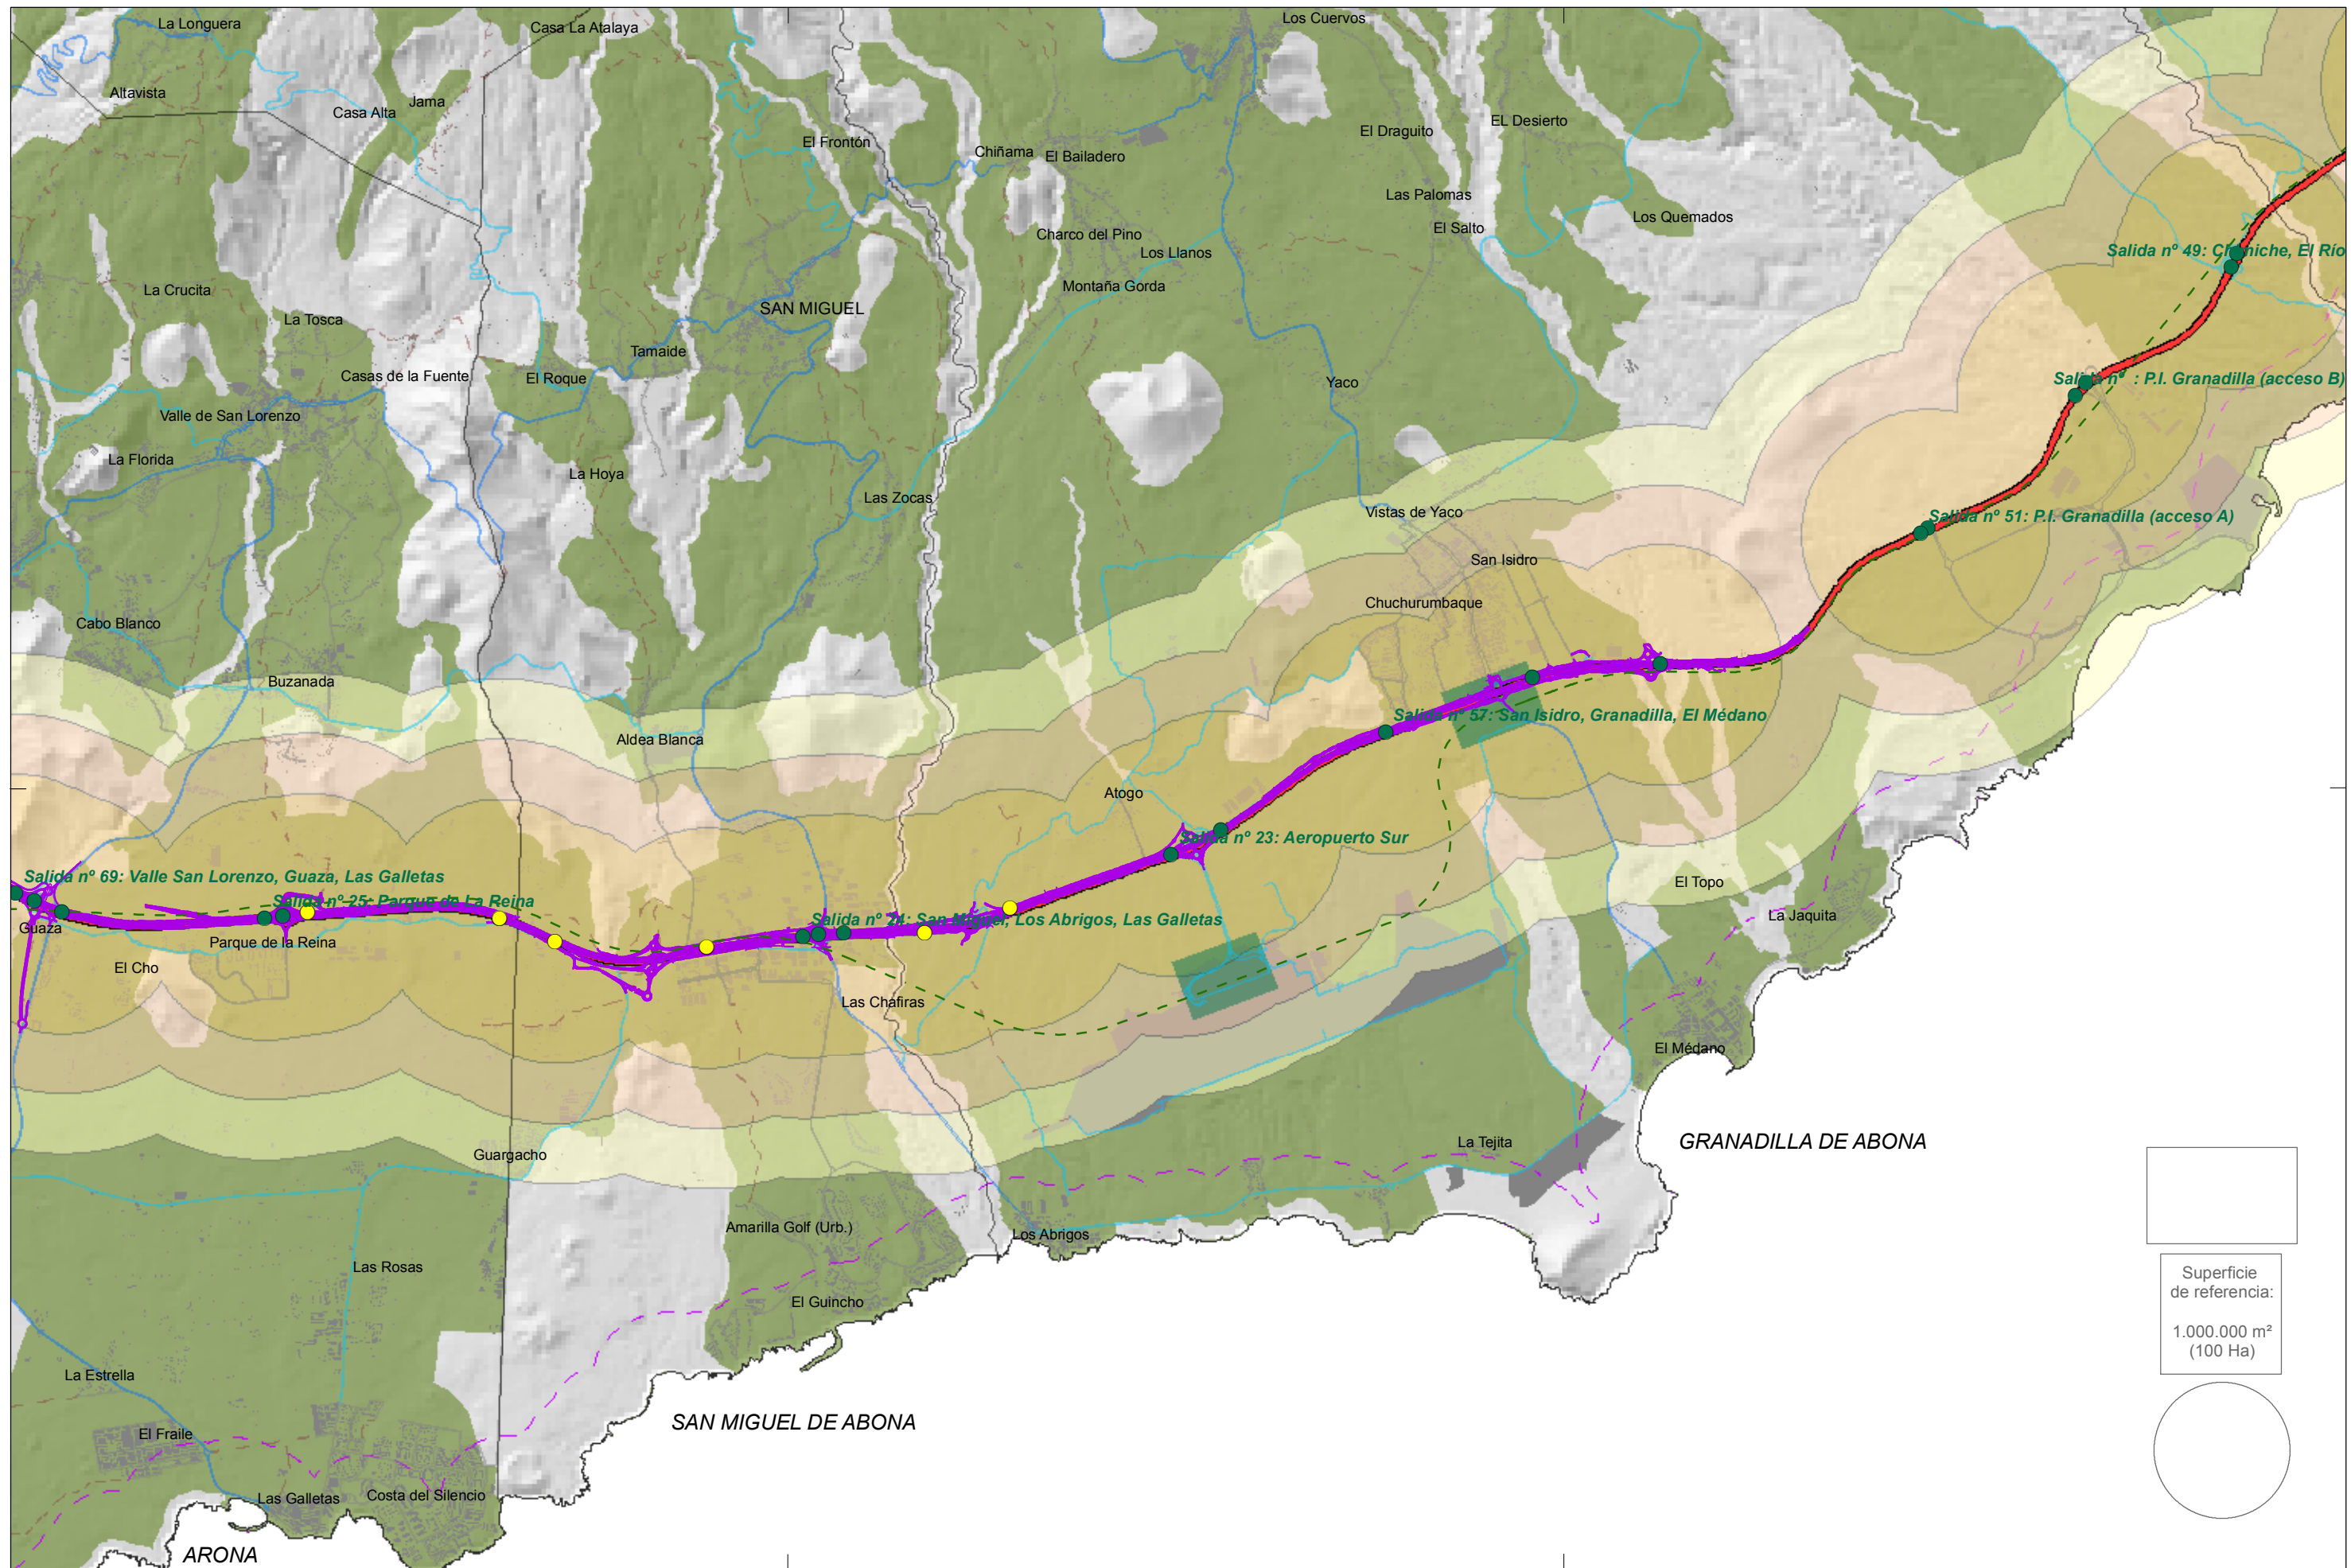 La Longuera
Casa La Atalaya
Los Cuervos
Altavista
Casa Alta
Jama
El Frontón
Chiñama
El Bailadero
El Draguito
EL Desierto
Las Palomas
El Salto
Los Quemados
Charco del Pino
Los Llanos
Montaña Gorda
Salida nº 49: Chimiche, El Río
La Crucita
La Tosca
SAN MIGUEL
Tamaide
Casas de la Fuente
El Roque
Yaco
Salida nº : P.I. Granadilla (acceso B)
Valle de San Lorenzo
La Florida
La Hoya
Las Zocas
Vistas de Yaco
Salida nº 51: P.I. Granadilla (acceso A)
San Isidro
Chuchurumbaque
Cabo Blanco
Buzanada
Aldea Blanca
Salida nº 57: San Isidro, Granadilla, El Médano
Atogo
Salida nº 23: Aeropuerto Sur
Salida nº 69: Valle San Lorenzo, Guaza, Las Galletas
Salida nº 25: Parque de La Reina
Salida nº 24: San Miguel, Los Abrigos, Las Galletas
El Topo
La Jaquita
Guaza
Parque de la Reina
El Cho
Las Chafiras
El Médano
Guargacho
La Tejita
GRANADILLA DE ABONA
Amarilla Golf (Urb.)
Los Abrigos
Las Rosas
El Guincho
Superficie
de referencia:
1.000.000 m²
(100 Ha)
La Estrella
SAN MIGUEL DE ABONA
El Fraile
Las Galletas
Costa del Silencio
ARONA